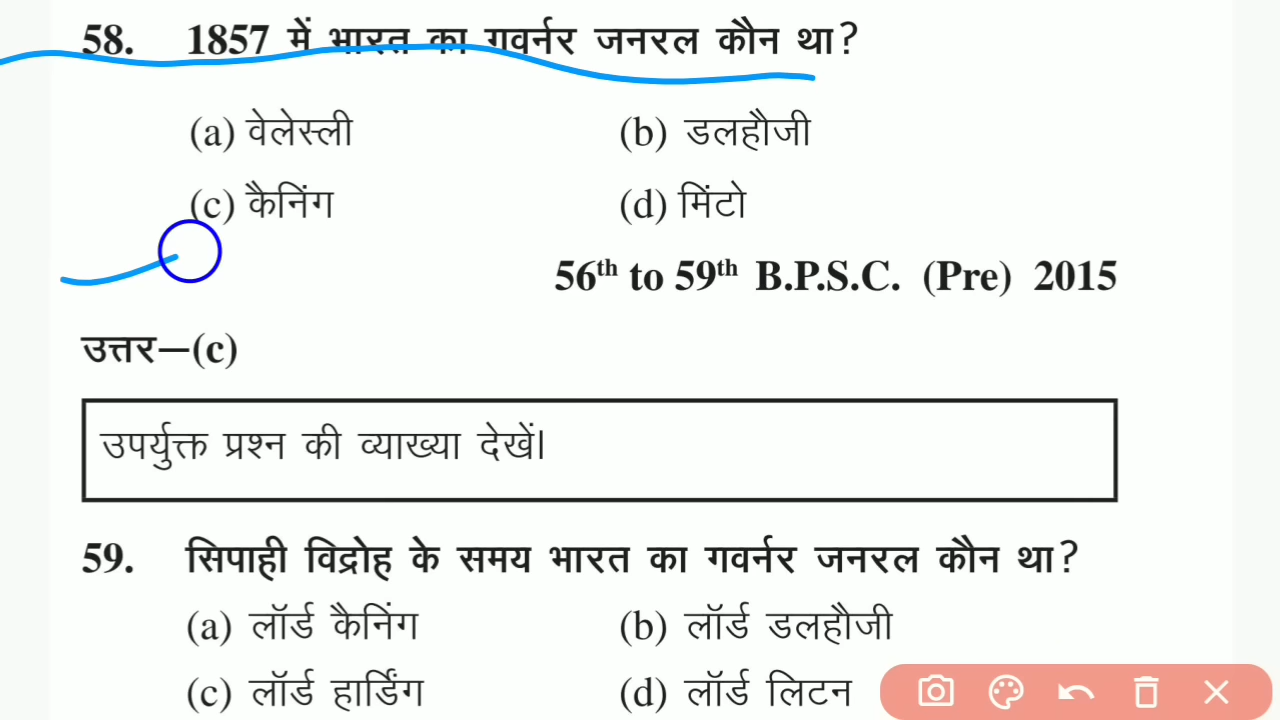 58. 1857 में भारत का गवर्नर जनरल कौन था?
(a) वेलेस्ली (b) डलहौजी
(c) कैनिंग (d) मिंटो
56th to 59th B.P.S.C. (Pre) 2015
उत्तर—(c)
उपर्युक्त प्रश्न की व्याख्या देखें।
59. सिपाही विद्रोह के समय भारत का गवर्नर जनरल कौन था?
(a) लॉर्ड कैनिंग (b) लॉर्ड डलहौजी
(c) लॉर्ड हार्डिंग (d) लॉर्ड लिटन